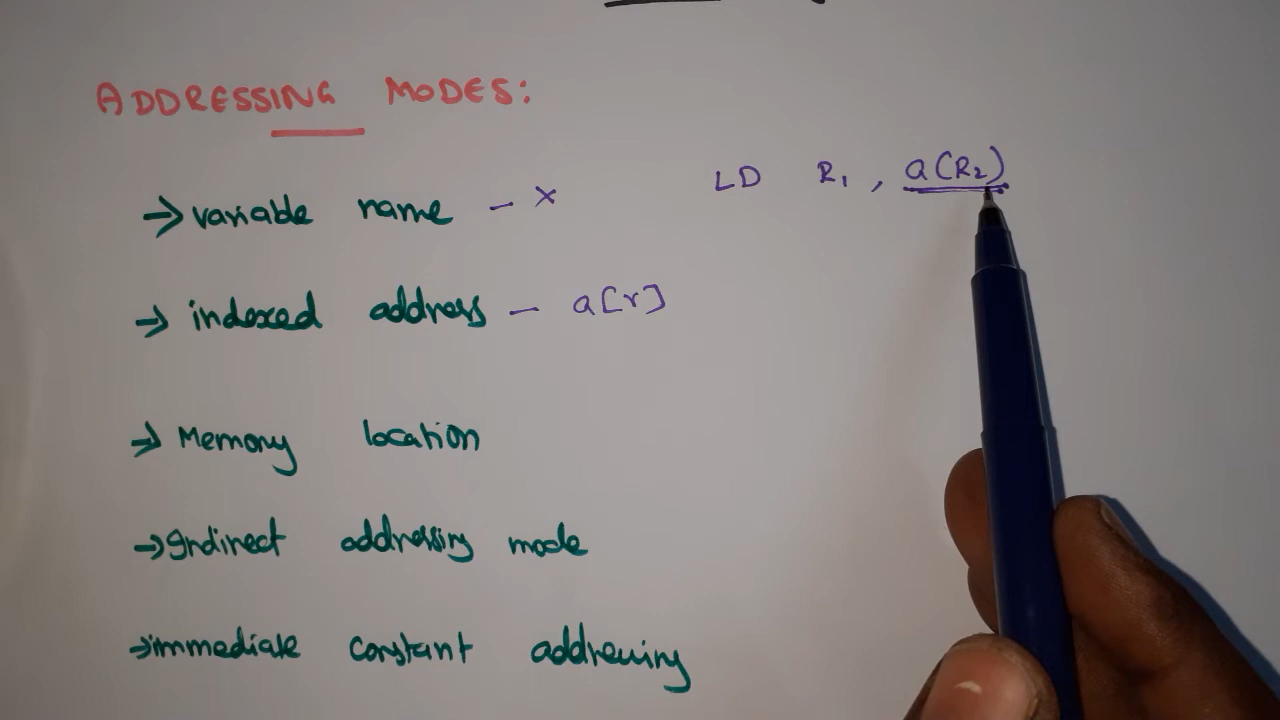 ADDRESSING MODES:
→ variable name - x
LD R1, a(R2)
→ indexed address - a[r]
→ Memory location
→ Indirect addressing mode
→ immediate constant addressing